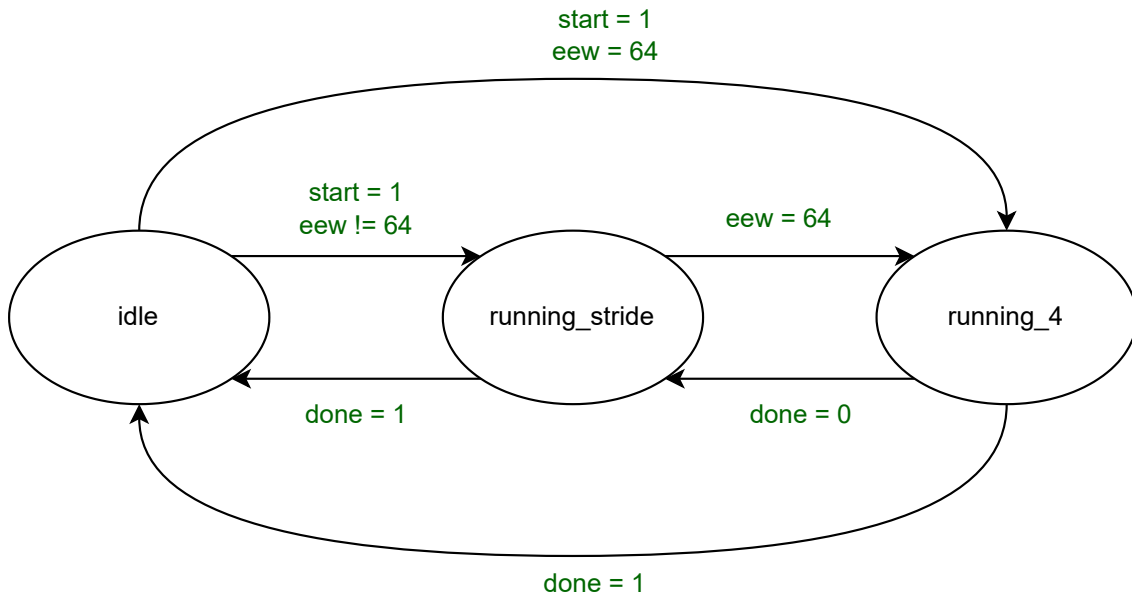 start = 1
eew = 64
start = 1
eew != 64
eew = 64
idle
running_stride
running_4
done = 1
done = 0
done = 1